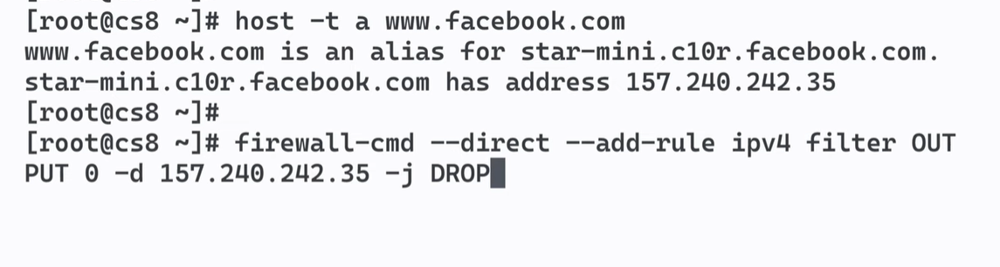 [root@cs8 ~]# host -t a www.facebook.com
www.facebook.com is an alias for star-mini.c10r.facebook.com.
star-mini.c10r.facebook.com has address 157.240.242.35
[root@cs8 ~]#
[root@cs8 ~]# firewall-cmd --direct --add-rule ipv4 filter OUT
PUT 0 -d 157.240.242.35 -j DROP